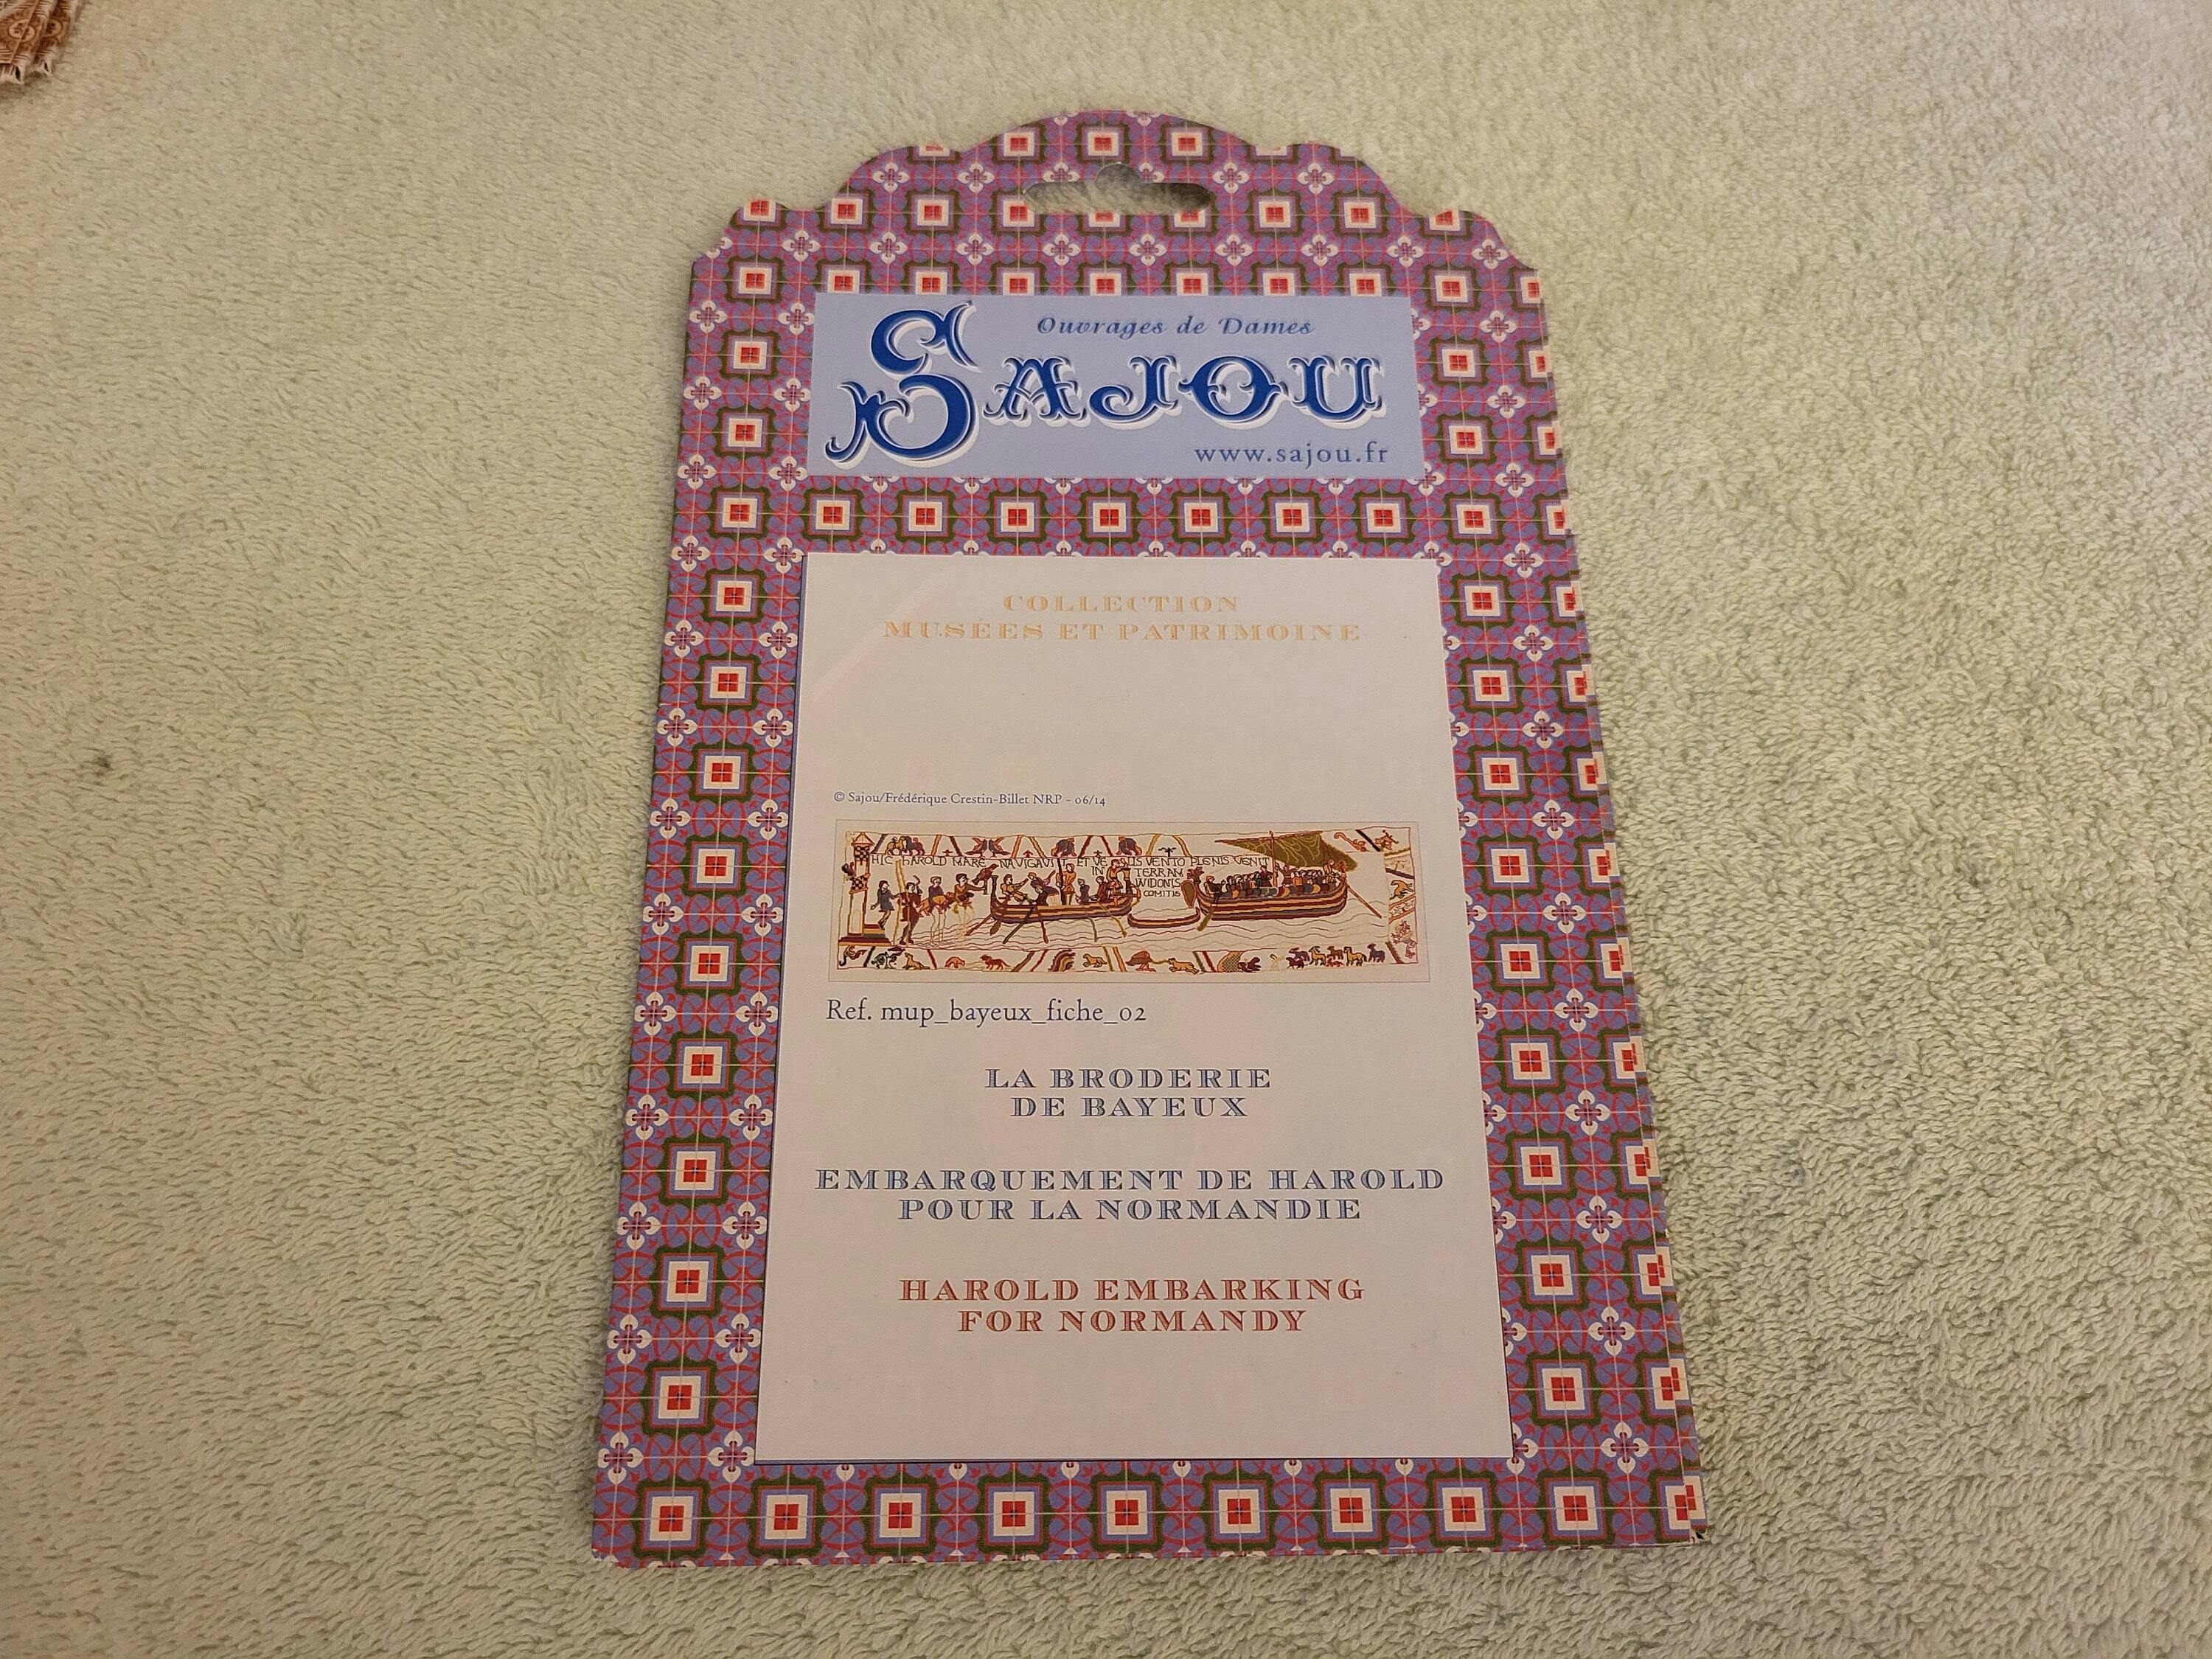 Ouvrages de Dames
SAJOU
www.sajou.fr
COLLECTION
MUSÉES ET PATRIMOINE
© Sajou/Frédérique Crestin-Billet NRP - 06/14
HIC hAROLD MARE NAVIGAVIT ET VELIS VENTO PLENIS VENIT
IN TERRAM
WIDONIS
COMITIS
Ref. mup_bayeux_fiche_02
LA BRODERIE
DE BAYEUX
EMBARQUEMENT DE HAROLD
POUR LA NORMANDIE
HAROLD EMBARKING
FOR NORMANDY